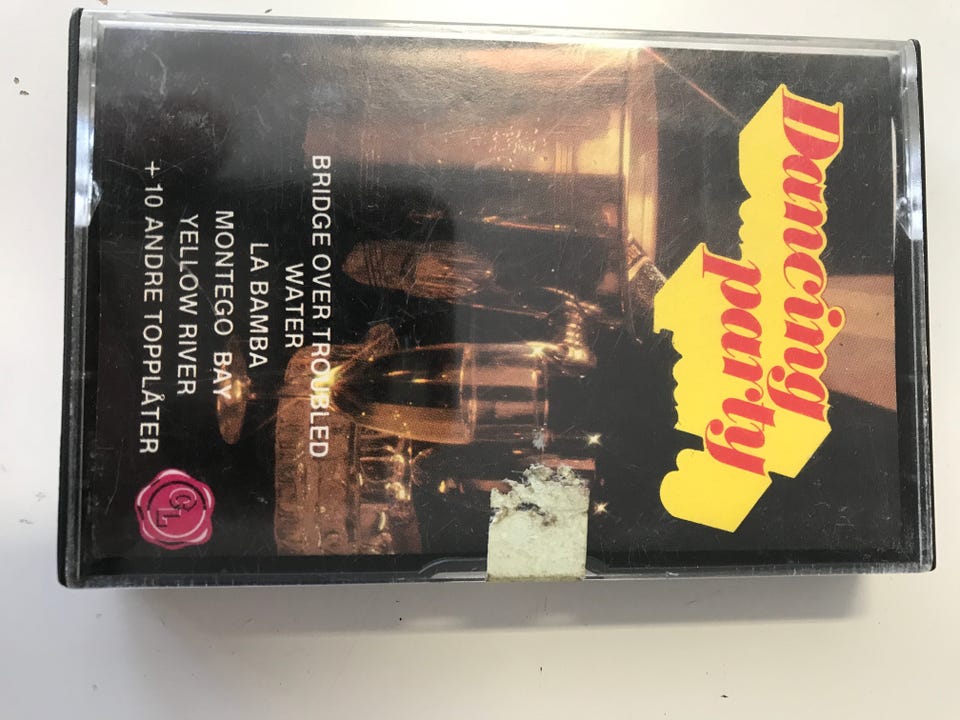 Dancing
party
BRIDGE OVER TROUBLED
WATER
LA BAMBA
MONTEGO BAY
YELLOW RIVER
+ 10 ANDRE TOPPLÅTER
GL